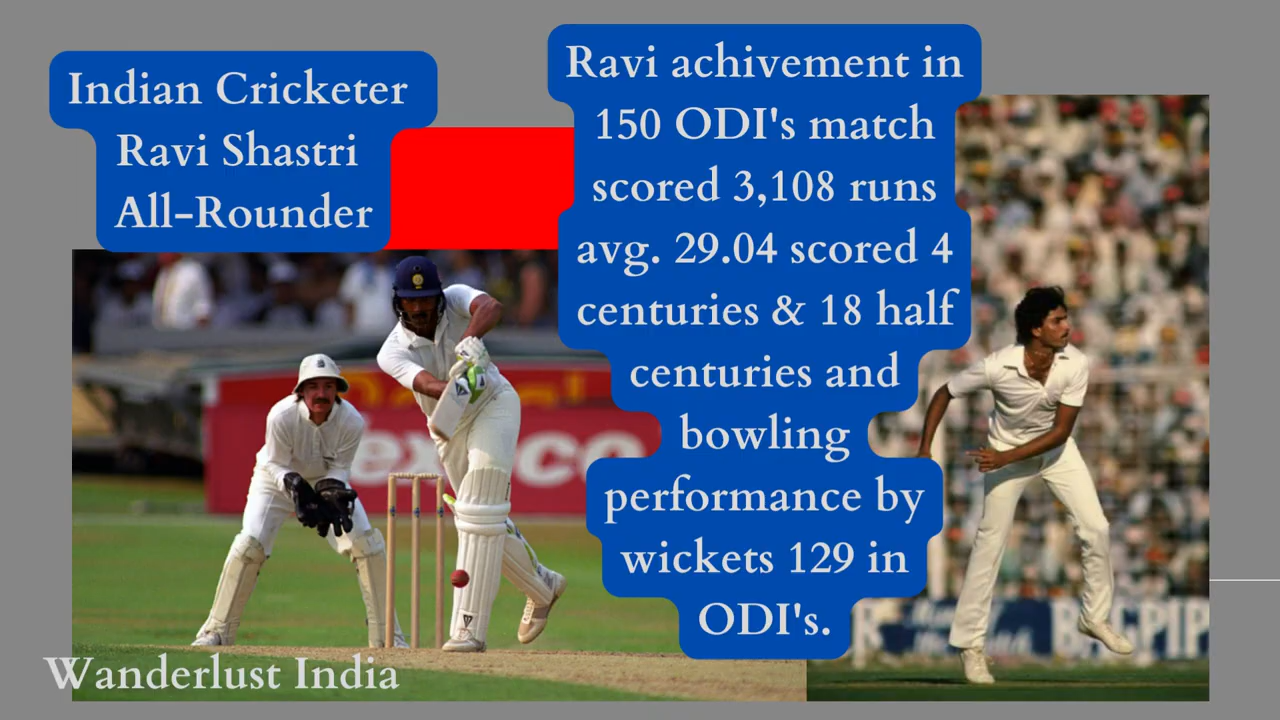 Indian Cricketer
Ravi Shastri
All-Rounder
Ravi achivement in
150 ODI's match
scored 3,108 runs
avg. 29.04 scored 4
centuries & 18 half
centuries and
bowling
performance by
wickets 129 in
ODI's.
Wanderlust India